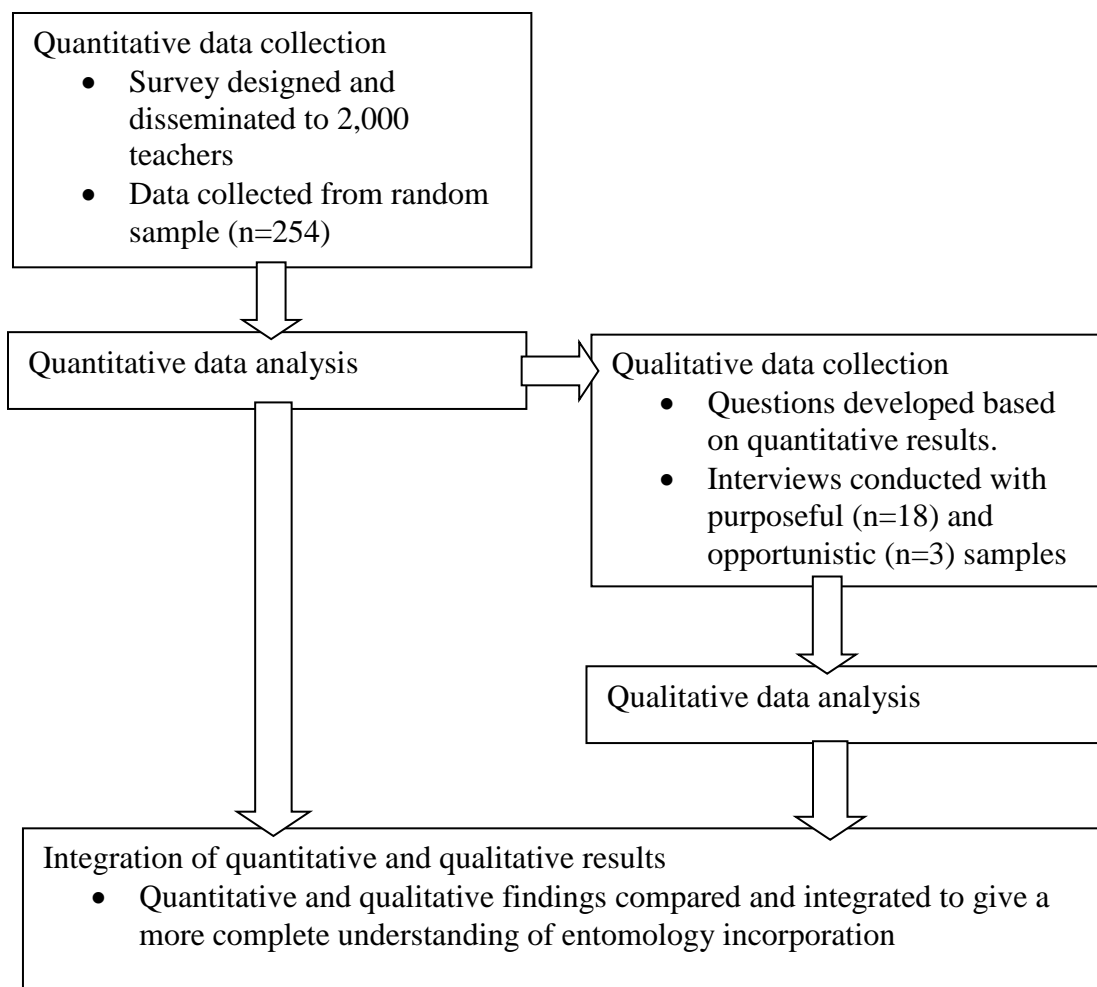 Quantitative data collection
• Survey designed and
disseminated to 2,000
teachers
• Data collected from random
sample (n=254)
Quantitative data analysis
Qualitative data collection
• Questions developed based
on quantitative results.
• Interviews conducted with
purposeful (n=18) and
opportunistic (n=3) samples
Qualitative data analysis
Integration of quantitative and qualitative results
• Quantitative and qualitative findings compared and integrated to give a
more complete understanding of entomology incorporation